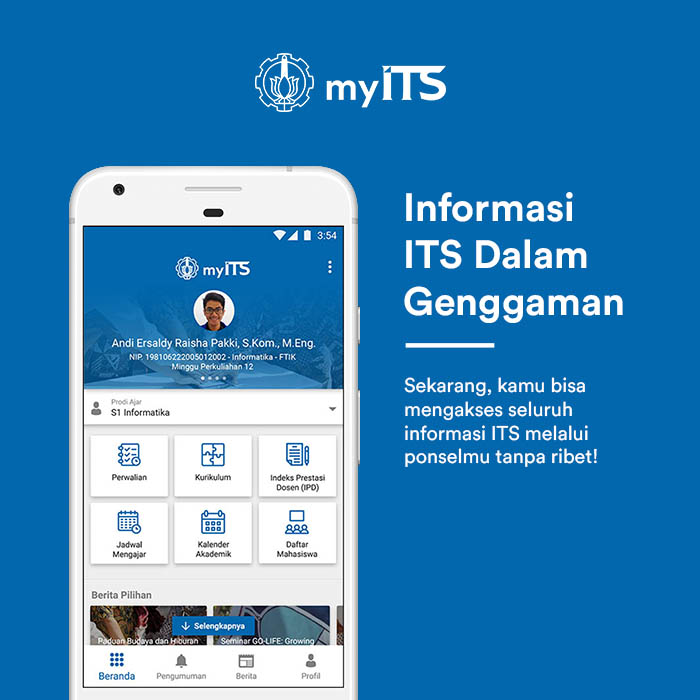 myITS
Informasi
ITS Dalam
Genggaman
Sekarang, kamu bisa
mengakses seluruh
informasi ITS melalui
ponselmu tanpa ribet!
3:54
myITS
Andi Ersaldy Raisha Pakki, S.Kom., M.Eng.
NIP. 198106222005012002 - Informatika - FTIK
Minggu Perkuliahan 12
Prodi Ajar
S1 Informatika
Perwalian
Kurikulum
Indeks Prestasi
Dosen (IPD)
Jadwal
Mengajar
Kalender
Akademik
Daftar
Mahasiswa
Berita Pilihan
Selengkapnya
Paduan Budaya dan Hiburan
Seminar GO-LIFE: Growing
Beranda
Pengumuman
Berita
Profil